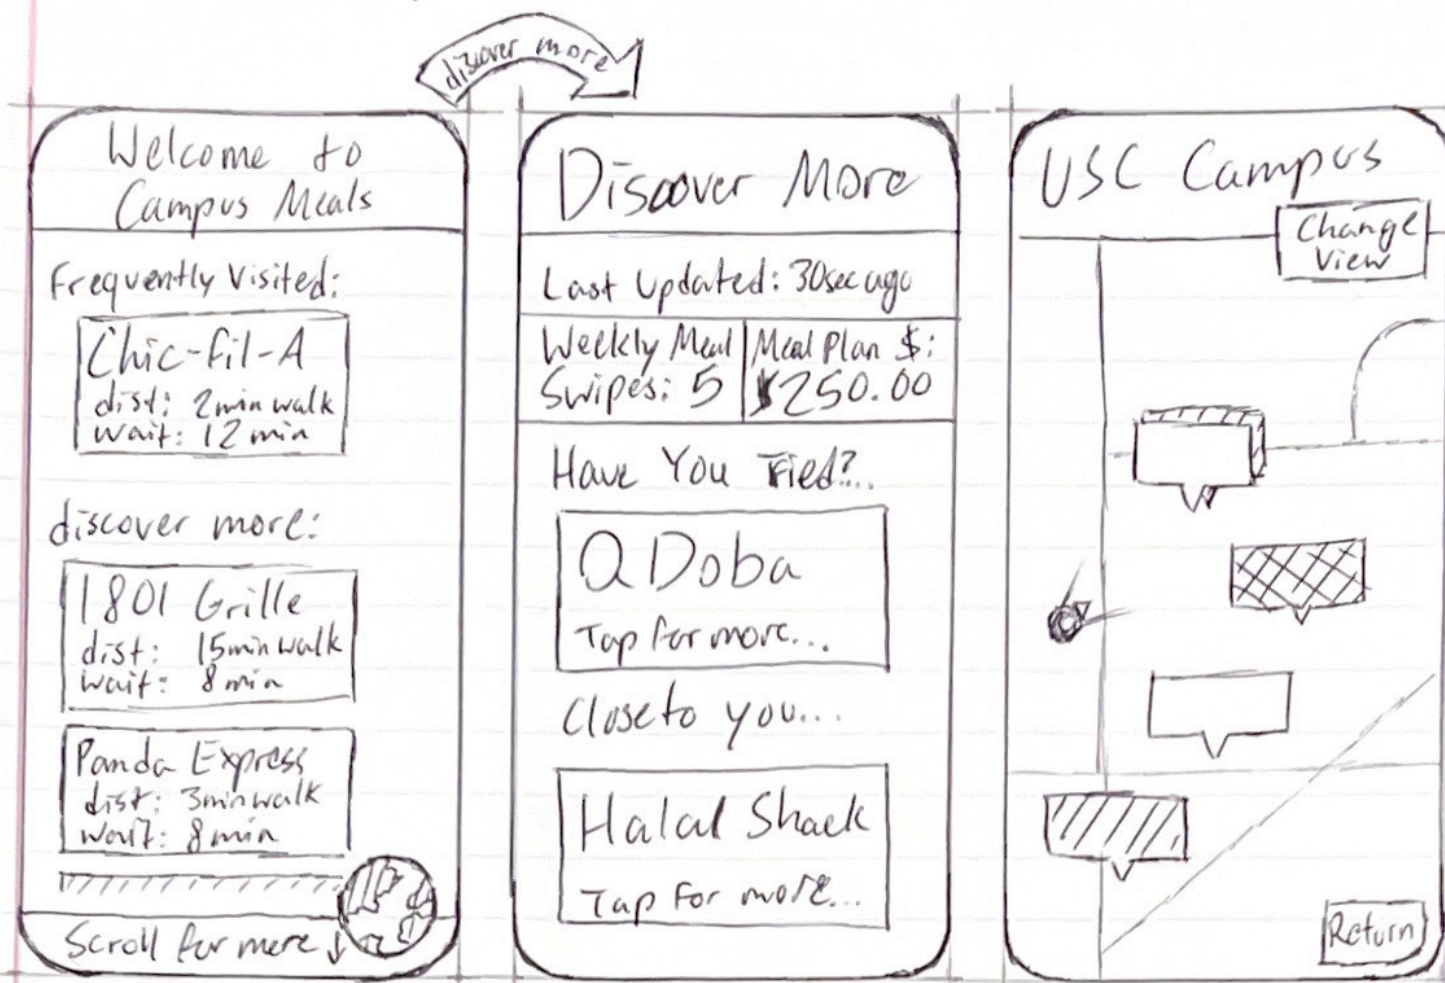 discover more
Welcome to
Campus Meals
Frequently Visited:
Chic-fil-A
dist: 2min walk
wait: 12 min
discover more:
1801 Grille
dist: 15min walk
wait: 8 min
Panda Express
dist: 3min walk
wait: 8 min
Scroll for more ↓
Discover More
Last Updated: 30sec ago
Weekly Meal
Swipes: 5
Meal Plan $:
$250.00
Have You Tried?...
QDoba
Tap for more...
Close to you...
Halal Shack
Tap for more...
USC Campus
Change
View
Return